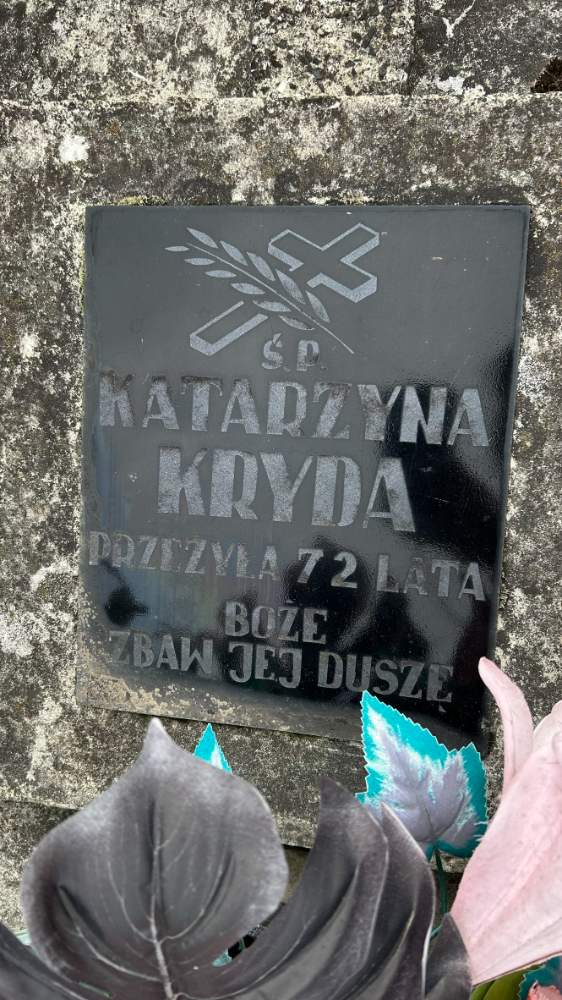 Ś.P.
KATARZYNA
KRYDA
PRZEŻYŁA 72 LATA
BOŻE
ZBAW JEJ DUSZĘ